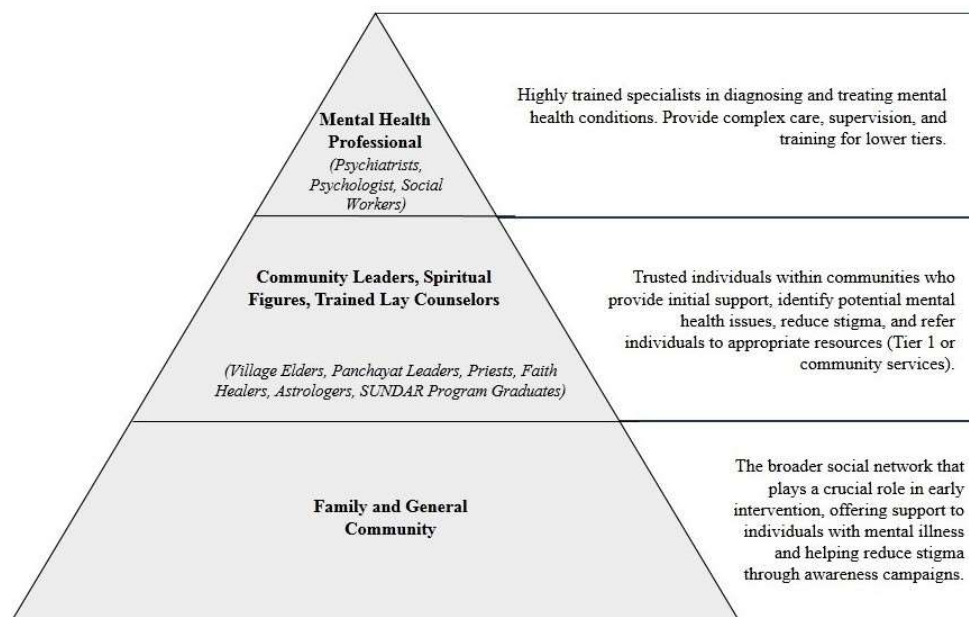 Mental Health
Professional
(Psychiatrists,
Psychologist, Social
Workers)
Highly trained specialists in diagnosing and treating mental
health conditions. Provide complex care, supervision, and
training for lower tiers.
Community Leaders, Spiritual
Figures, Trained Lay Counselors
(Village Elders, Panchayat Leaders, Priests, Faith
Healers, Astrologers, SUNDAR Program Graduates)
Trusted individuals within communities who
provide initial support, identify potential mental
health issues, reduce stigma, and refer
individuals to appropriate resources (Tier 1 or
community services).
Family and General
Community
The broader social network that
plays a crucial role in early
intervention, offering support to
individuals with mental illness
and helping reduce stigma
through awareness campaigns.